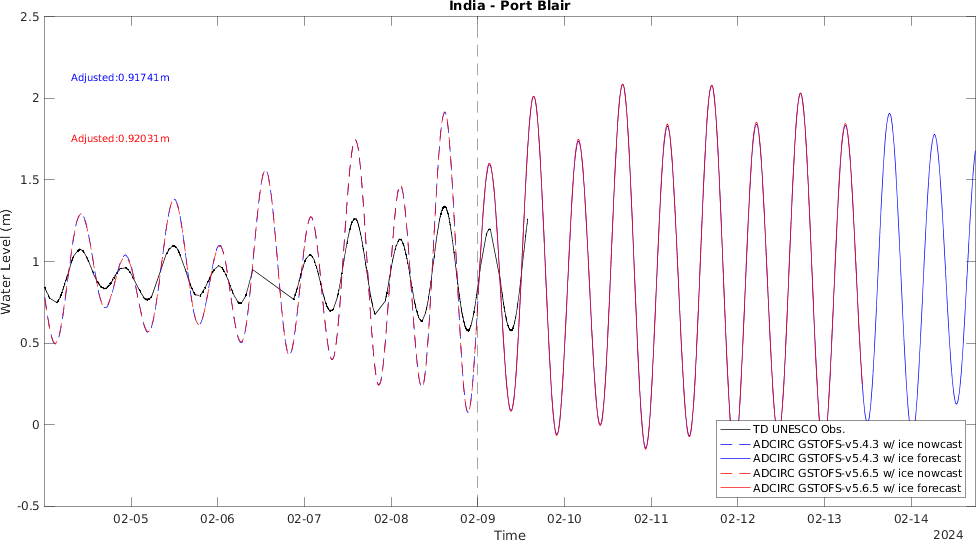 India - Port Blair
2.5
2
1.5
1
0.5
0
-0.5
Water Level (m)
Adjusted:0.91741m
Adjusted:0.92031m
TD UNESCO Obs.
ADCIRC GSTOFS-v5.4.3 w/ ice nowcast
ADCIRC GSTOFS-v5.4.3 w/ ice forecast
ADCIRC GSTOFS-v5.6.5 w/ ice nowcast
ADCIRC GSTOFS-v5.6.5 w/ ice forecast
02-05 02-06 02-07 02-08 02-09 02-10 02-11 02-12 02-13 02-14
Time
2024